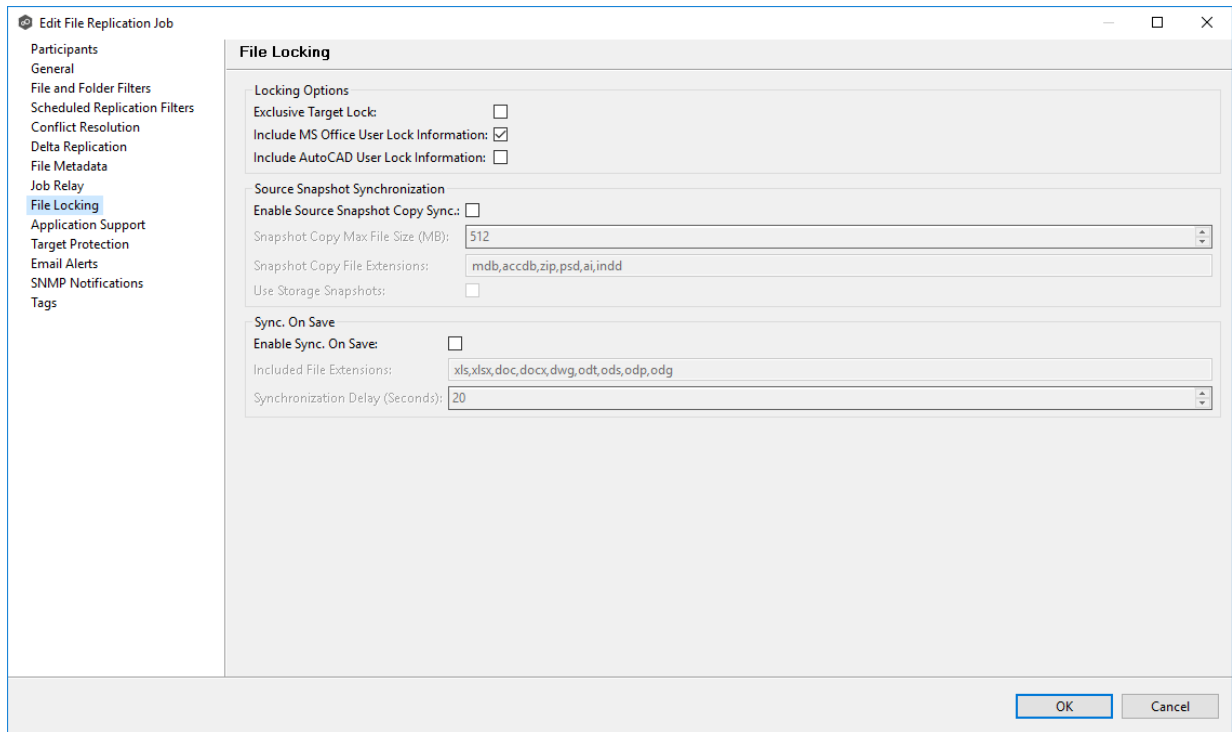 Edit File Replication Job
Participants
General
File and Folder Filters
Scheduled Replication Filters
Conflict Resolution
Delta Replication
File Metadata
Job Relay
File Locking
Application Support
Target Protection
Email Alerts
SNMP Notifications
Tags
File Locking
Locking Options
Exclusive Target Lock:
Include MS Office User Lock Information:
Include AutoCAD User Lock Information:
Source Snapshot Synchronization
Enable Source Snapshot Copy Sync.:
Snapshot Copy Max File Size (MB): 512
Snapshot Copy File Extensions: mdb,accdb,zip,psd,ai,indd
Use Storage Snapshots:
Sync. On Save
Enable Sync. On Save:
Included File Extensions: xls,xlsx,doc,docx,dwg,odt,ods,odp,odg
Synchronization Delay (Seconds): 20
OK Cancel